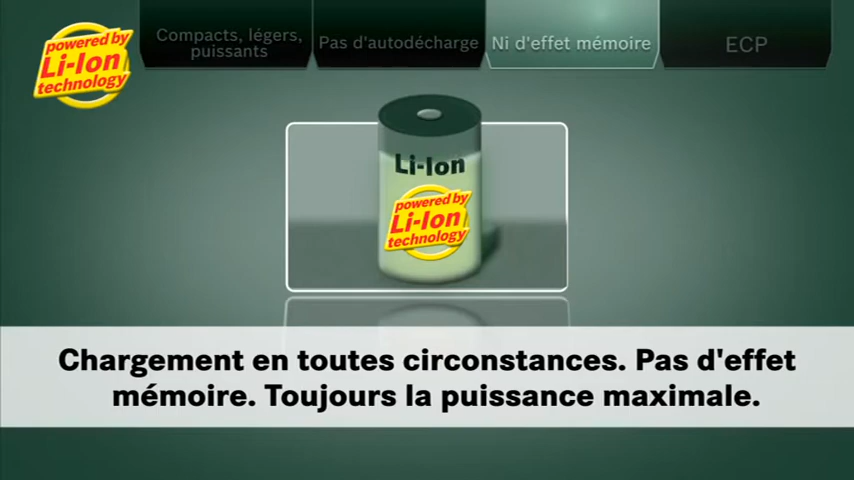 powered by
Li-Ion
technology
Compacts, légers,
puissants
Pas d'autodécharge
Ni d'effet mémoire
ECP
Li-Ion
powered by
Li-Ion
technology
Chargement en toutes circonstances. Pas d'effet
mémoire. Toujours la puissance maximale.